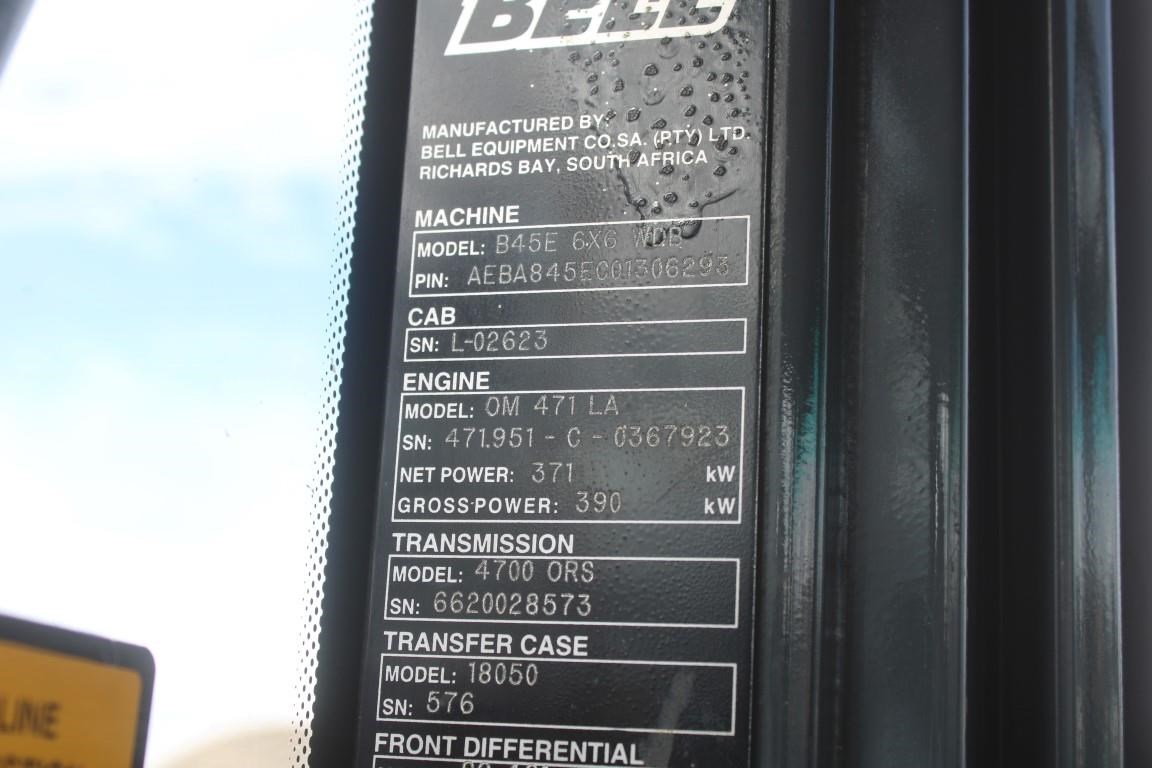 BELL
MANUFACTURED BY:
BELL EQUIPMENT CO.SA. (PTY) LTD.
RICHARDS BAY, SOUTH AFRICA
MACHINE
MODEL: B45E 6X6
PIN: AEBA845EC01306293
CAB
SN: L-02623
ENGINE
MODEL: OM 471 LA
SN: 471.951 - C - 0367923
NET POWER: 371 kW
GROSS POWER: 390 kW
TRANSMISSION
MODEL: 4700 ORS
SN: 6620028573
TRANSFER CASE
MODEL: 18050
SN: 576
FRONT DIFFERENTIAL